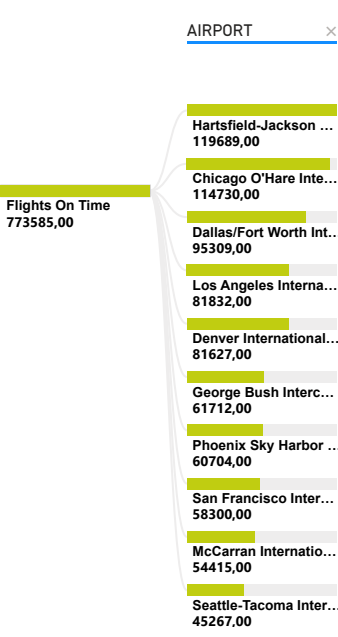 AIRPORT
Flights On Time
773585,00
Hartsfield-Jackson ...
119689,00
Chicago O'Hare Inte...
114730,00
Dallas/Fort Worth Int...
95309,00
Los Angeles Interna...
81832,00
Denver International...
81627,00
George Bush Interc...
61712,00
Phoenix Sky Harbor ...
60704,00
San Francisco Inter...
58300,00
McCarran Internatio...
54415,00
Seattle-Tacoma Inter...
45267,00